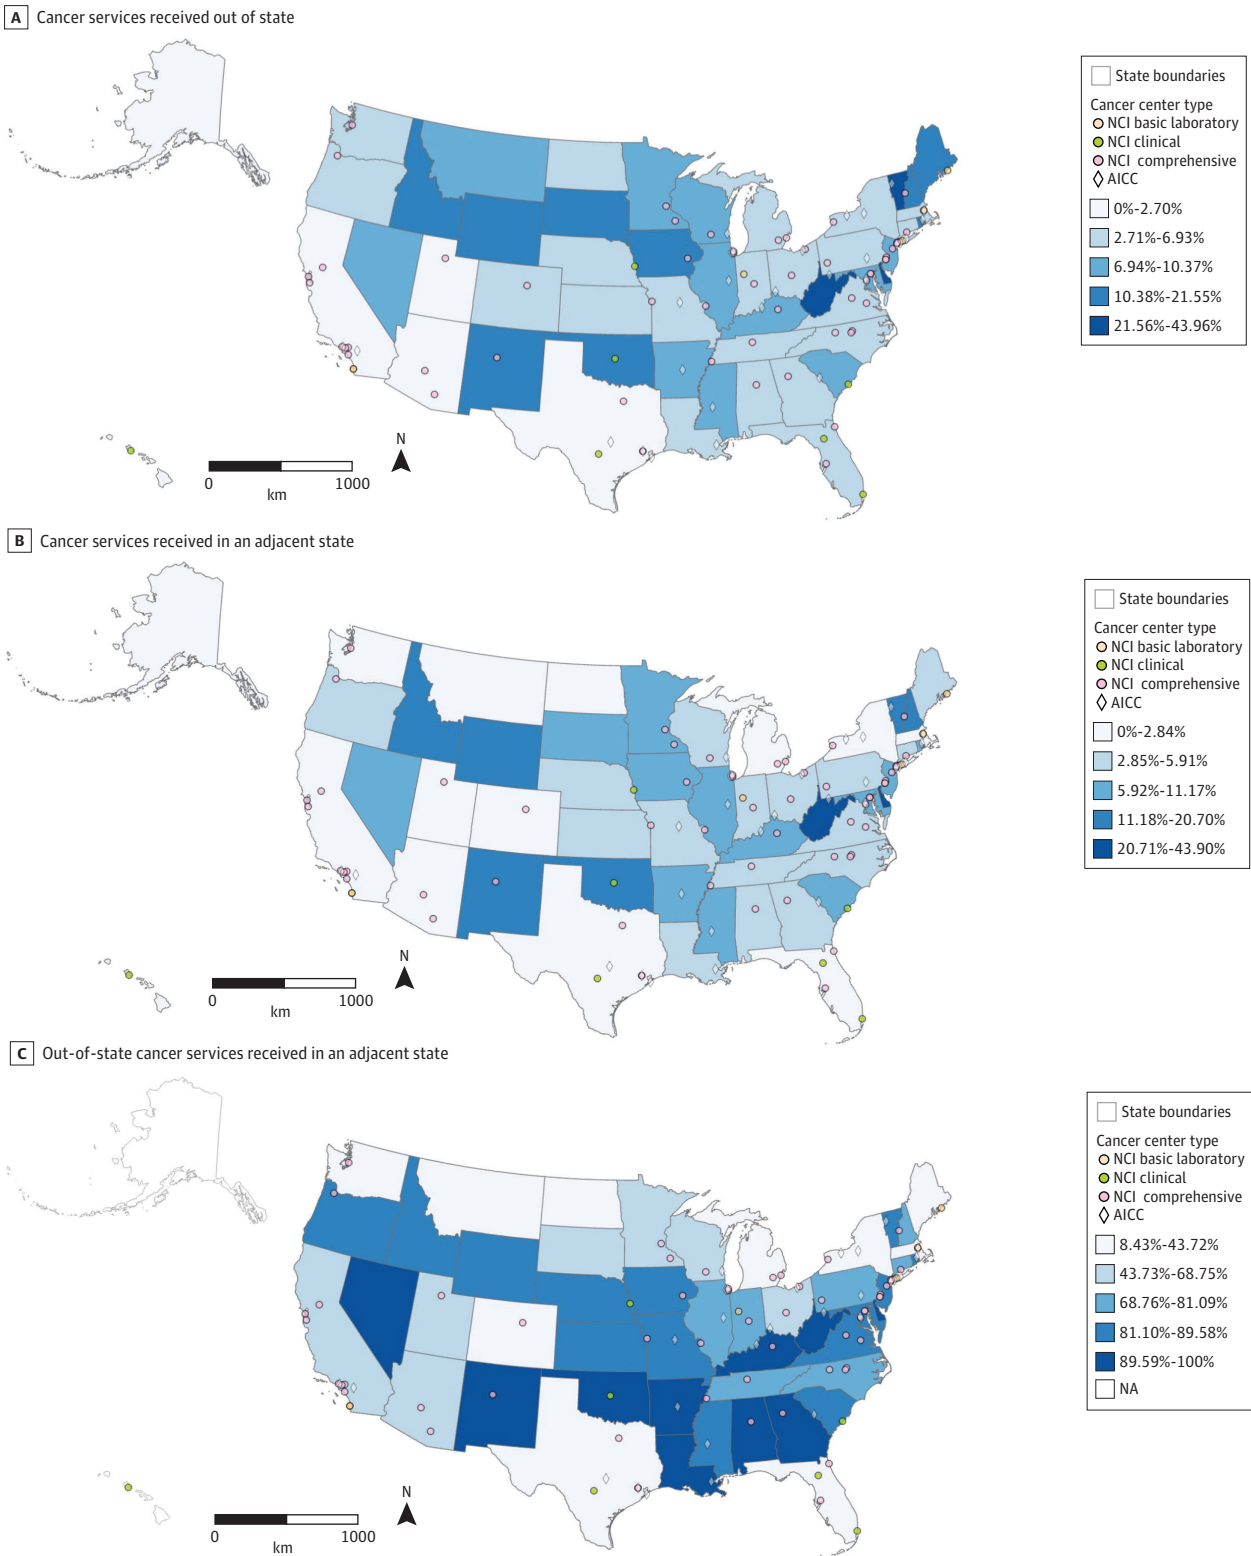 A Cancer services received out of state
State boundaries
Cancer center type
NCI basic laboratory
NCI clinical
NCI comprehensive
AICC
0%-2.70%
2.71%-6.93%
6.94%-10.37%
10.38%-21.55%
21.56%-43.96%
N
0 1000
km
B Cancer services received in an adjacent state
State boundaries
Cancer center type
NCI basic laboratory
NCI clinical
NCI comprehensive
AICC
0%-2.84%
2.85%-5.91%
5.92%-11.17%
11.18%-20.70%
20.71%-43.90%
N
0 1000
km
C Out-of-state cancer services received in an adjacent state
State boundaries
Cancer center type
NCI basic laboratory
NCI clinical
NCI comprehensive
AICC
8.43%-43.72%
43.73%-68.75%
68.76%-81.09%
81.10%-89.58%
89.59%-100%
NA
N
0 1000
km